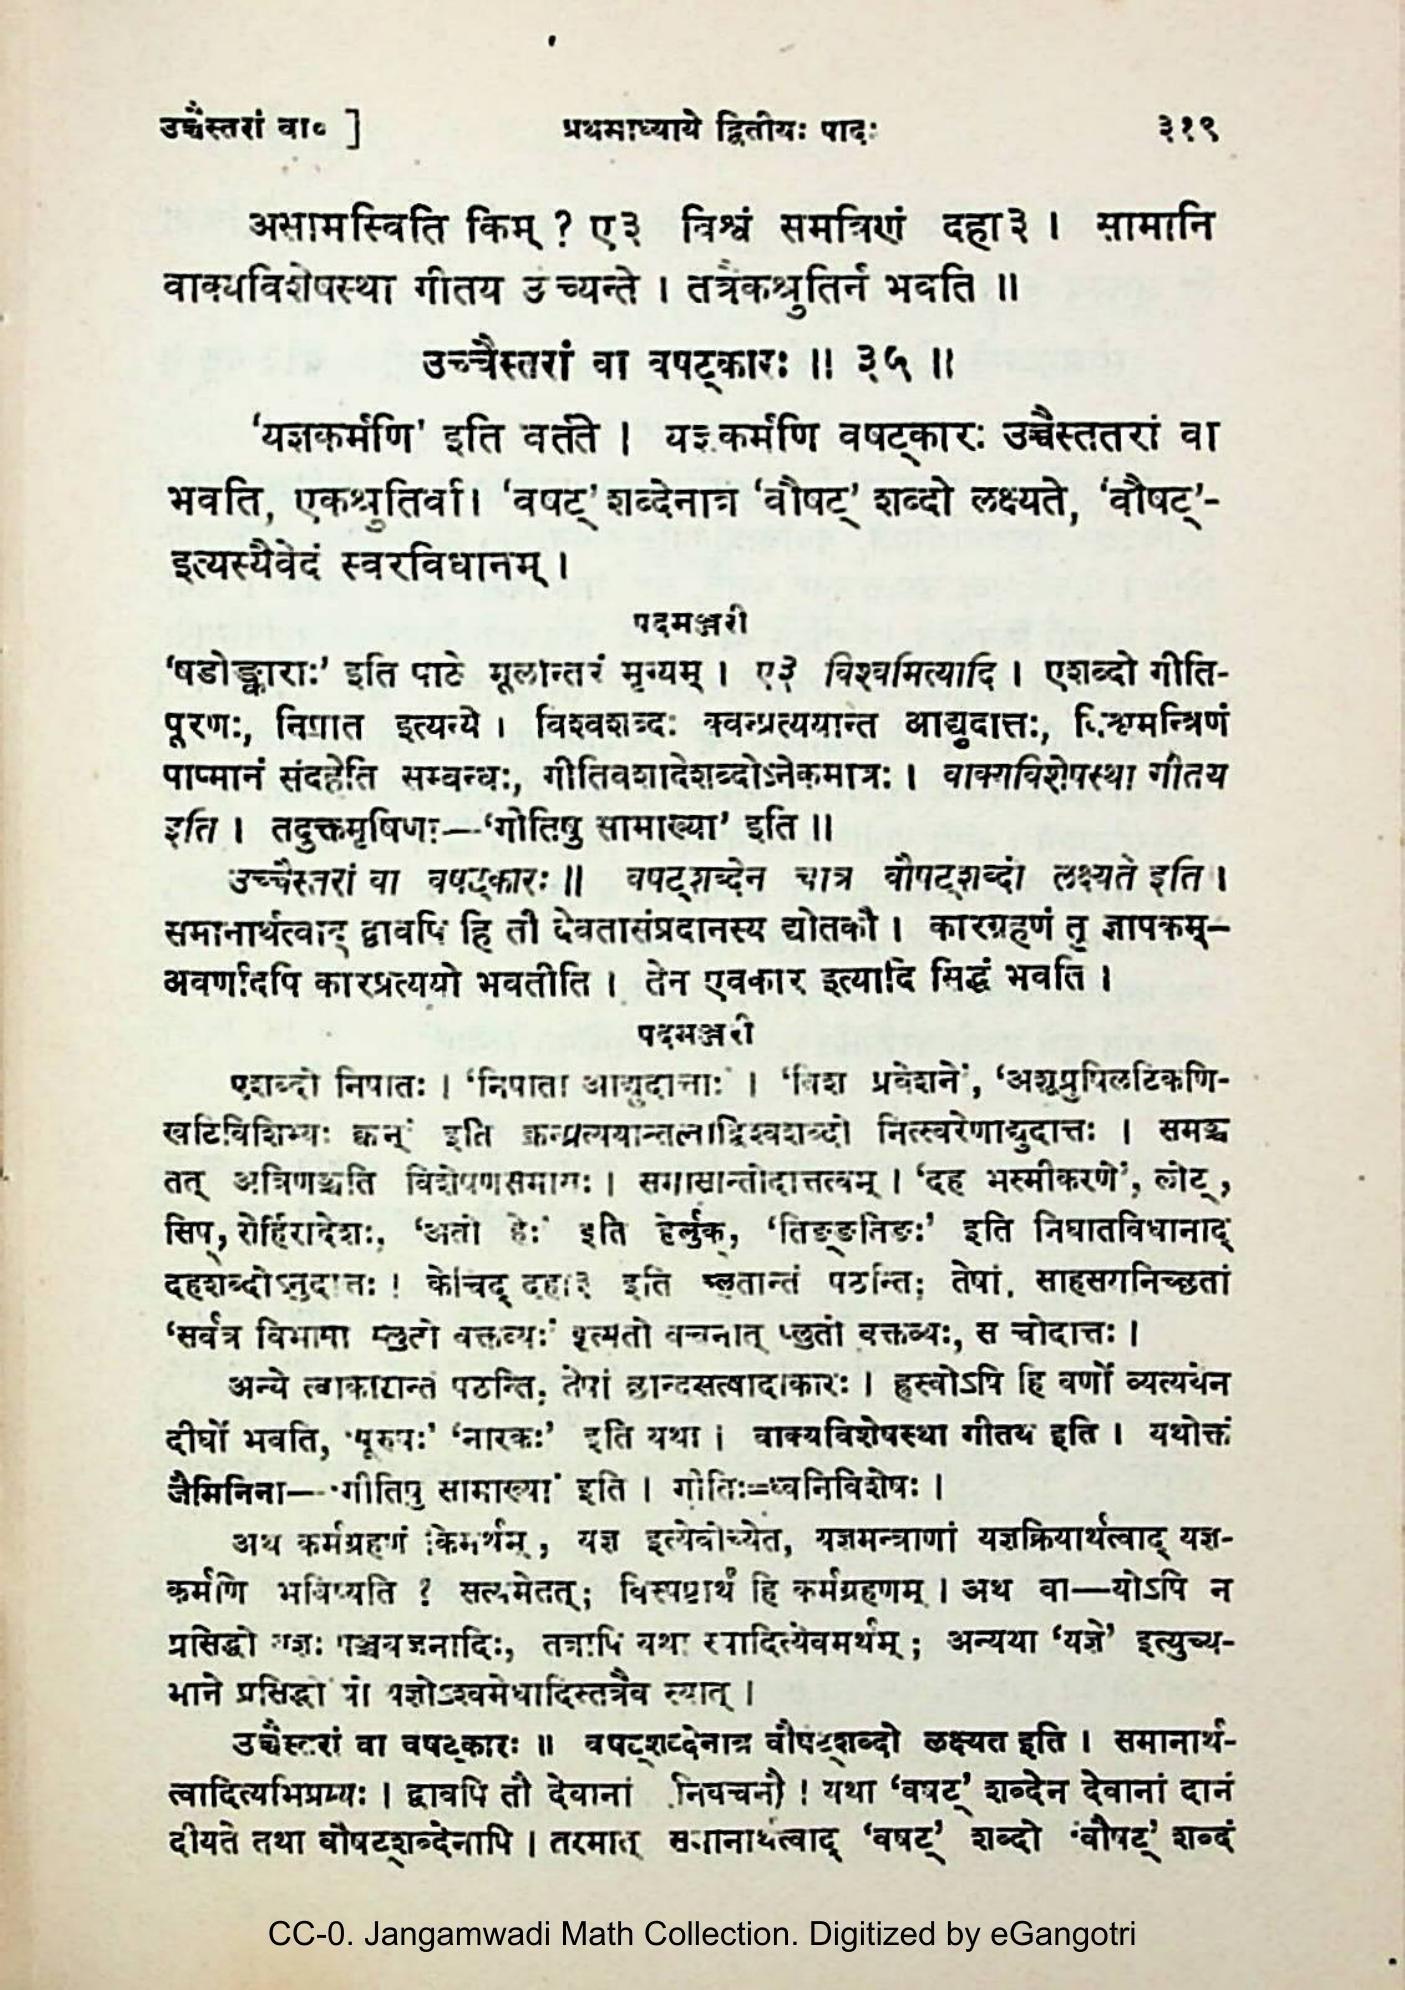 उच्चैस्तरां वा० ]
प्रथमाध्याये द्वितीयः पादः
३१९
असामस्विति किम् ? ए३ विश्वं समत्रिणं दहा३ । सामानि
वाक्यविशेषस्था गीतय उच्यन्ते । तत्रैकश्रुतिर्न भवति ॥
उच्चैस्तरां वा वषट्कारः ॥ ३५ ॥
‘यज्ञकर्मणि’ इति वर्तते । यज्ञकर्मणि वषट्कारः उच्चैस्ततरां वा
भवति, एकश्रुतिर्वा। ‘वषट्’ शब्देनात्र ‘वौषट्’ शब्दो लक्ष्यते, ‘वौषट्’-
इत्यस्यैवेदं स्वरविधानम् ।
पदमञ्जरी
‘षडोङ्काराः’ इति पाठे मूलान्तरं मृग्यम् । ए३ विश्वमित्यादि । एशब्दो गीति-
पूरणः, निपात इत्यन्ये । विश्वशब्दः क्वन्प्रत्ययान्त आद्युदात्तः,
पाप्मानं संदहेति सम्बन्धः, गीतिवशादेशब्दोऽनेकमात्रः । वाक्यविशेषस्था गीतय
इति । तदुक्तमृषिणा—‘गीतिषु सामाख्या’ इति ॥
उच्चैस्तरां वा वषट्कारः ॥ वषट्शब्देन चात्र वौषट्शब्दो लक्ष्यते इति ।
समानार्थत्वाद् द्वावपि हि तौ देवतासंप्रदानस्य द्योतकौ । कारग्रहणं तु ज्ञापकम्–
अवर्णादपि कारप्रत्ययो भवतीति । तेन एवकार इत्यादि सिद्धं भवति ।
पदमञ्जरी
एशब्दो निपातः । ‘निपाता आद्युदात्ताः’ । ‘विश प्रवेशने’, ‘अशूप्रुषिलटिकणि-
खटिविशिभ्यः क्वन्’ इति क्वन्प्रत्ययान्तत्वाद्विश्वशब्दो नित्स्वरेणाद्युदात्तः । समञ्च
तत् अत्रिणञ्चेति विशेषणसमासः । समासान्तोदात्तत्वम् । ‘दह भस्मीकरणे’, लोट्,
सिप्, सेर्हिरादेशः, ‘अतो हेः’ इति हेर्लुक्, ‘तिङ्ङतिङः’ इति निघातविधानाद्
दहशब्दोऽनुदात्तः ! केचिद् दहा३ इति प्लुतान्तं पठन्ति; तेषां. साहसमनिच्छतां
‘सर्वत्र विभाषा प्लुतो वक्तव्यः’ इत्यतो वचनात् प्लुतो वक्तव्यः, स चोदात्तः ।
अन्ये त्वाकारान्तं पठन्ति, तेषां छान्दसत्वादाकारः । ह्रस्वोऽपि हि वर्णो व्यत्ययेन
दीर्घो भवति, ‘पूरुषः’ ‘नारकः’ इति यथा । वाक्यविशेषस्था गीतय इति । यथोक्तं
जैमिनिना—‘गीतिषु सामाख्या’ इति । गीतिः=ध्वनिविशेषः ।
अथ कर्मग्रहणं किमर्थम्, यज्ञ इत्येवोच्येत, यज्ञमन्त्राणां यज्ञक्रियार्थत्वाद् यज्ञ-
कर्मणि भविष्यति ? सत्यमेतत्; विस्पष्टार्थं हि कर्मग्रहणम् । अथ वा—योऽपि न
प्रसिद्धो यज्ञः पञ्चयजनादिः, तत्रापि यथा स्यादित्येवमर्थम्; अन्यथा ‘यज्ञे’ इत्युच्य-
माने प्रसिद्धो यो यज्ञोऽश्वमेधादिस्तत्रैव स्यात् ।
उच्चैस्तरां वा वषट्कारः ॥ वषट्शब्देनात्र वौषट्शब्दो लक्ष्यत इति । समानार्थ-
त्वादित्यभिप्रायः । द्वावपि तौ देवानां ! यथा ‘वषट्’ शब्देन देवानां दानं
दीयते तथा वौषट्शब्देनापि । तस्मात् समानार्थत्वाद् ‘वषट्’ शब्दो ‘वौषट्’ शब्दं
CC-0. Jangamwadi Math Collection. Digitized by eGangotri